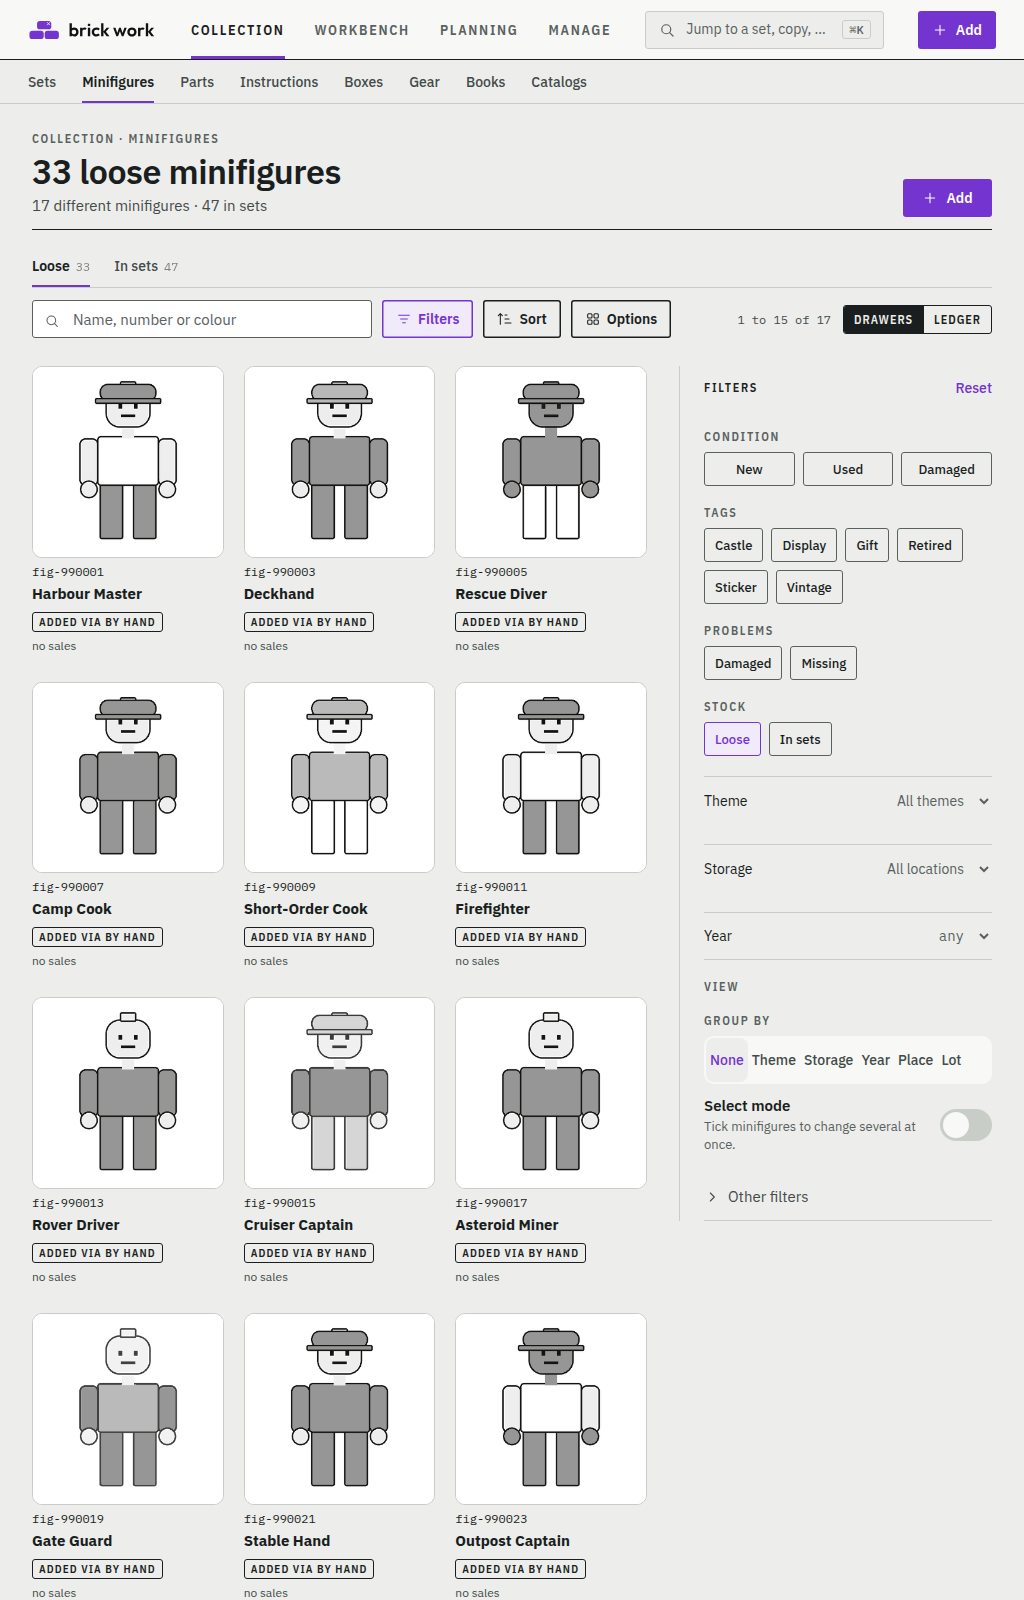 brick work
COLLECTION WORKBENCH PLANNING MANAGE
Jump to a set, copy, ... ⌘K
+ Add
Sets Minifigures Parts Instructions Boxes Gear Books Catalogs
COLLECTION · MINIFIGURES
33 loose minifigures
17 different minifigures · 47 in sets
+ Add
Loose 33 In sets 47
Name, number or colour
Filters Sort Options
1 to 15 of 17
DRAWERS LEDGER
fig-990001 fig-990003 fig-990005
Harbour Master Deckhand Rescue Diver
ADDED VIA BY HAND ADDED VIA BY HAND ADDED VIA BY HAND
no sales no sales no sales
fig-990007 fig-990009 fig-990011
Camp Cook Short-Order Cook Firefighter
ADDED VIA BY HAND ADDED VIA BY HAND ADDED VIA BY HAND
no sales no sales no sales
fig-990013 fig-990015 fig-990017
Rover Driver Cruiser Captain Asteroid Miner
ADDED VIA BY HAND ADDED VIA BY HAND ADDED VIA BY HAND
no sales no sales no sales
fig-990019 fig-990021 fig-990023
Gate Guard Stable Hand Outpost Captain
ADDED VIA BY HAND ADDED VIA BY HAND ADDED VIA BY HAND
no sales no sales no sales
FILTERS Reset
CONDITION
New Used Damaged
TAGS
Castle Display Gift Retired
Sticker Vintage
PROBLEMS
Damaged Missing
STOCK
Loose In sets
Theme All themes
Storage All locations
Year any
VIEW
GROUP BY
None Theme Storage Year Place Lot
Select mode
Tick minifigures to change several at
once.
Other filters